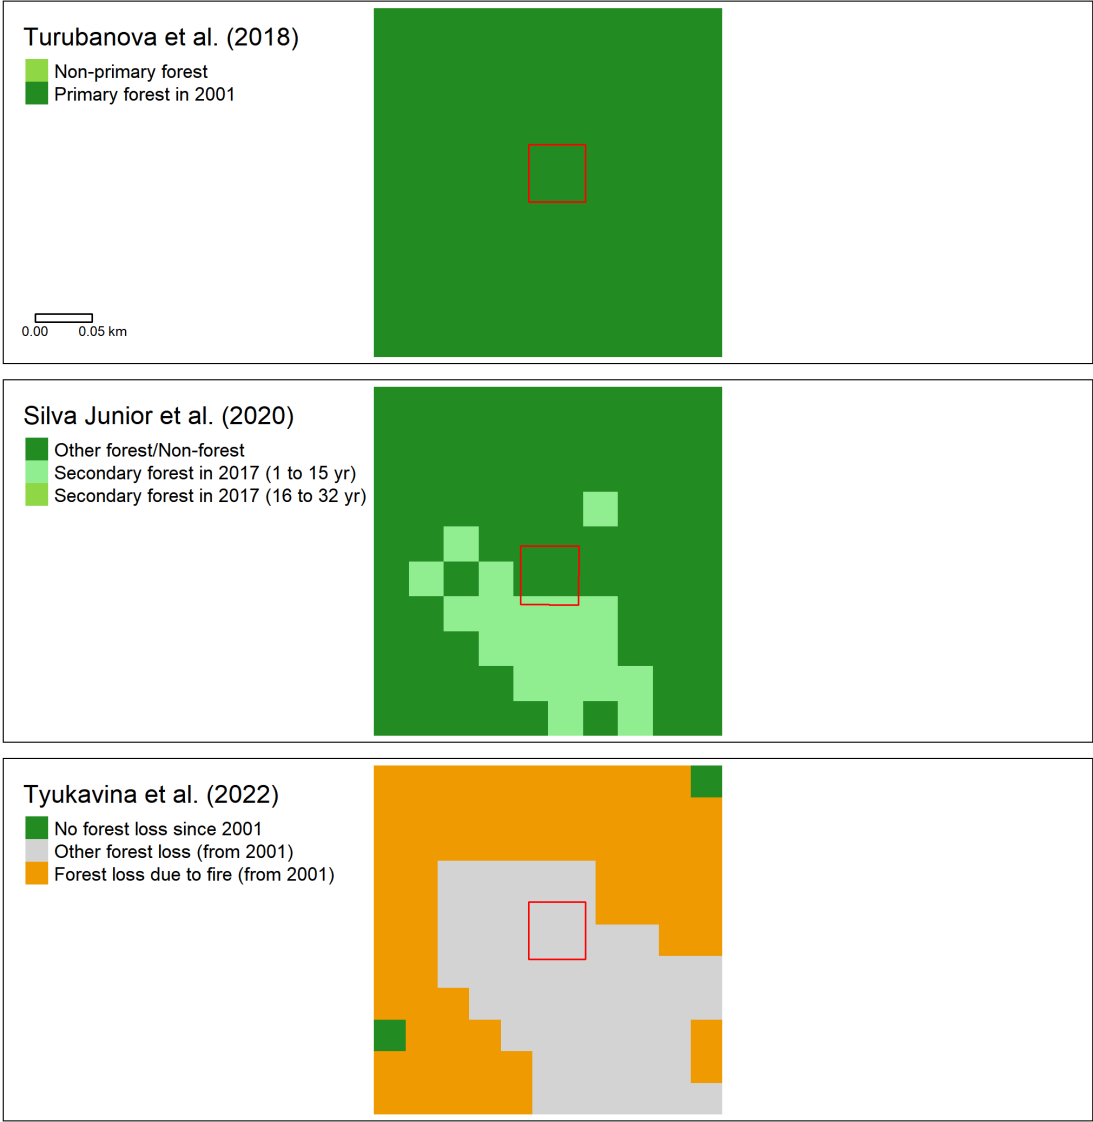 Turubanova et al. (2018)
Non-primary forest
Primary forest in 2001
0.00 0.05 km
Silva Junior et al. (2020)
Other forest/Non-forest
Secondary forest in 2017 (1 to 15 yr)
Secondary forest in 2017 (16 to 32 yr)
Tyukavina et al. (2022)
No forest loss since 2001
Other forest loss (from 2001)
Forest loss due to fire (from 2001)